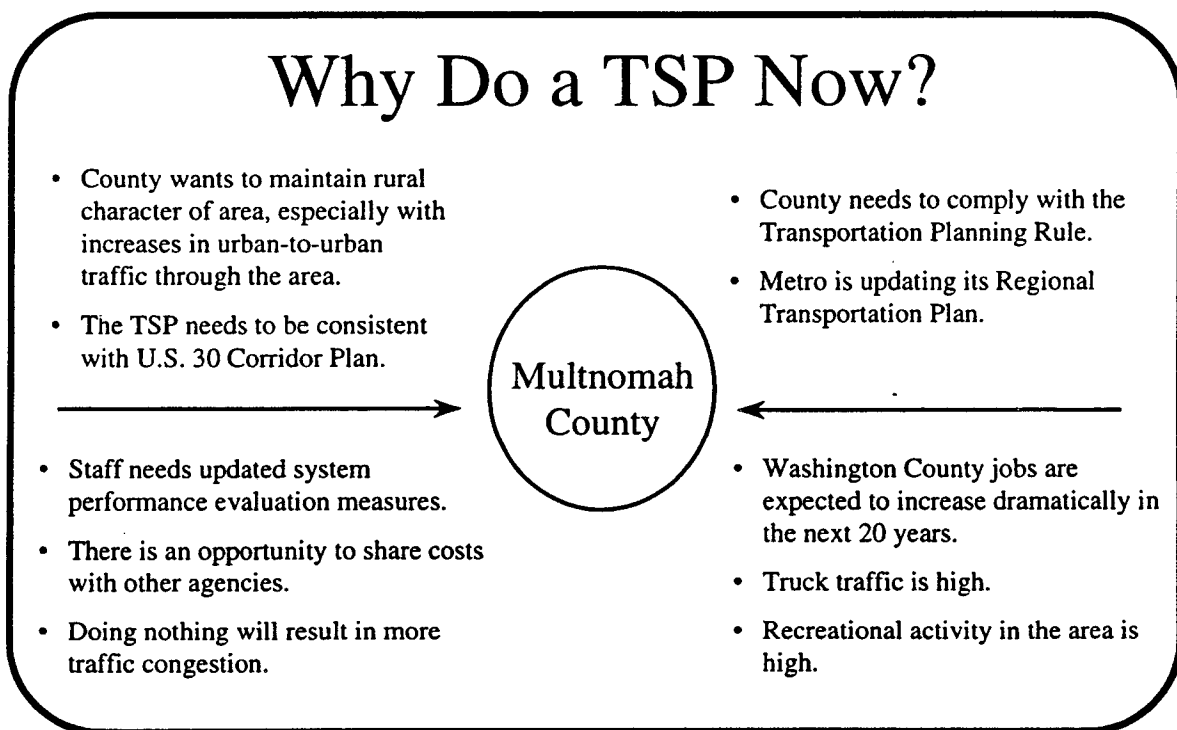 Why Do a TSP Now?
• County wants to maintain rural
character of area, especially with
increases in urban-to-urban
traffic through the area.
• The TSP needs to be consistent
with U.S. 30 Corridor Plan.
• County needs to comply with the
Transportation Planning Rule.
• Metro is updating its Regional
Transportation Plan.
Multnomah
County
• Staff needs updated system
performance evaluation measures.
• There is an opportunity to share costs
with other agencies.
• Doing nothing will result in more
traffic congestion.
• Washington County jobs are
expected to increase dramatically in
the next 20 years.
• Truck traffic is high.
• Recreational activity in the area is
high.